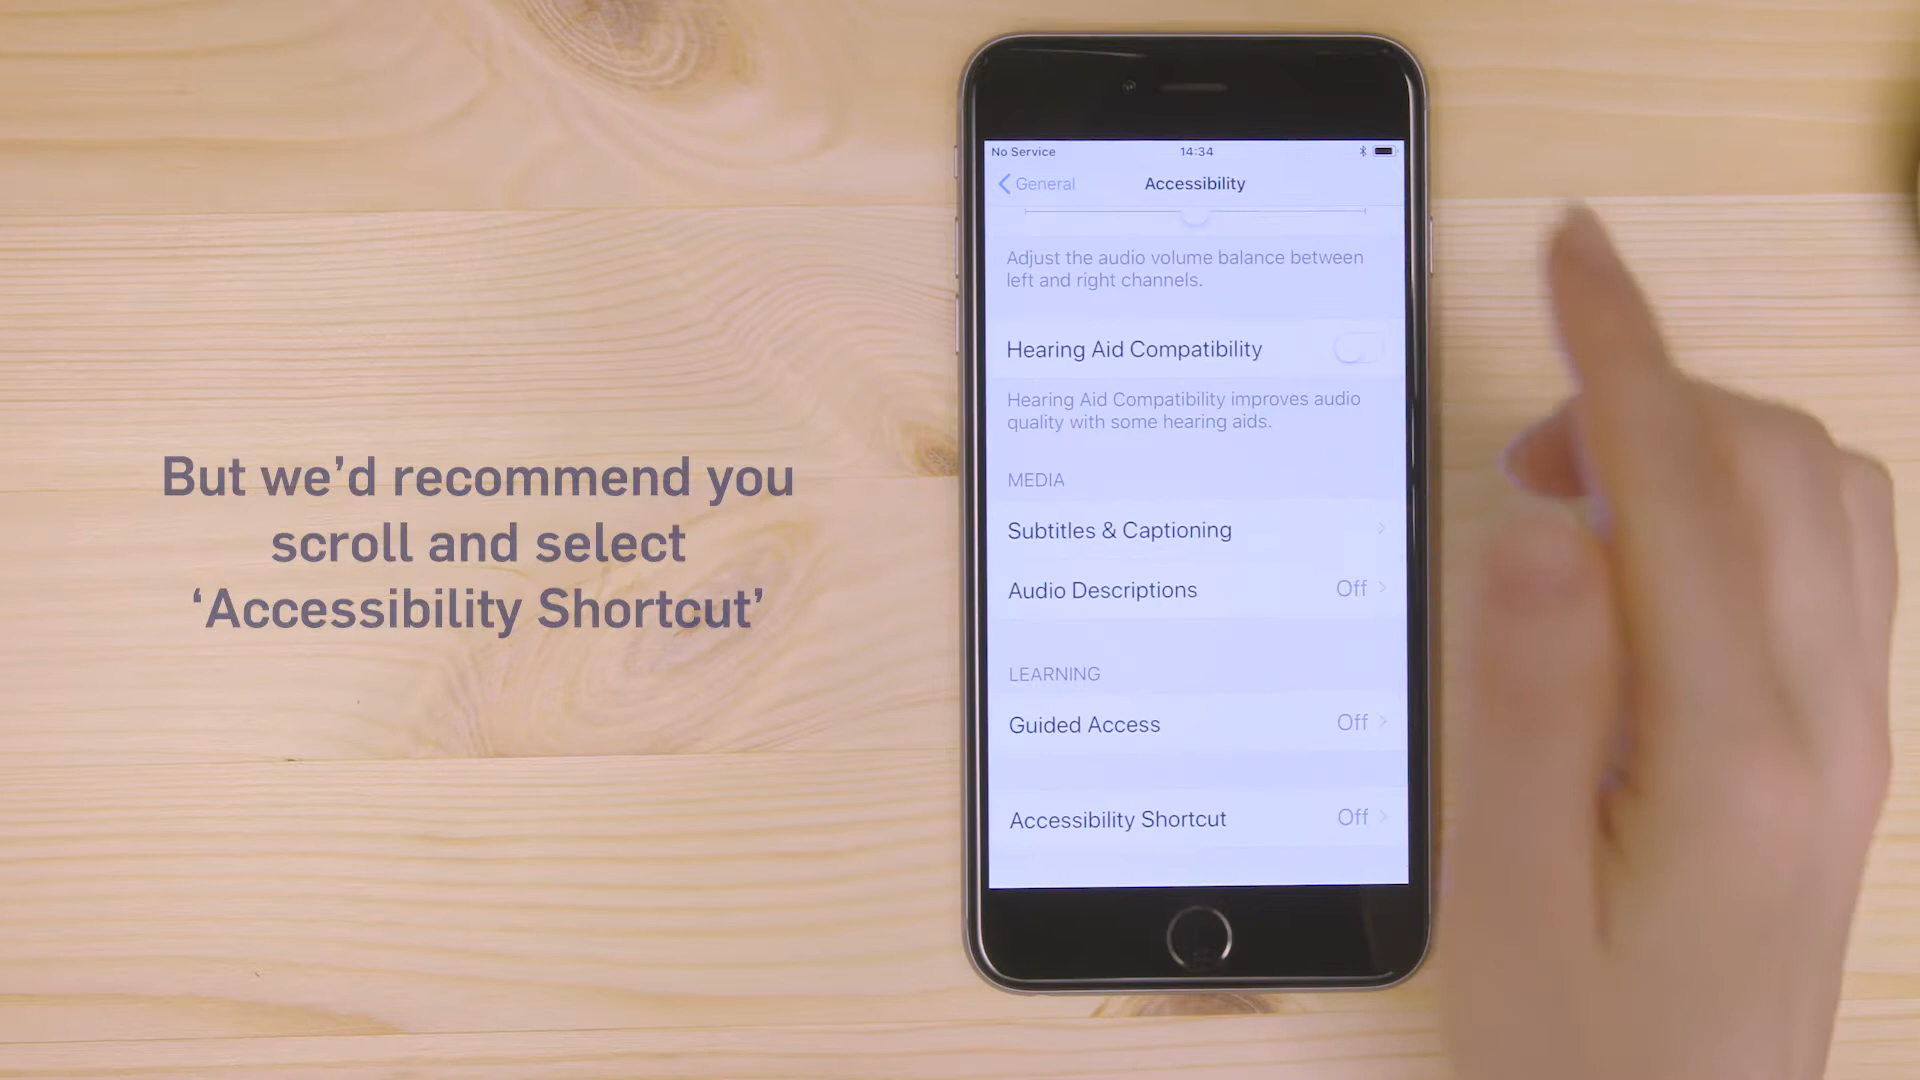 But we’d recommend you
scroll and select
‘Accessibility Shortcut’
No Service 14:34
General Accessibility
Adjust the audio volume balance between
left and right channels.
Hearing Aid Compatibility
Hearing Aid Compatibility improves audio
quality with some hearing aids.
MEDIA
Subtitles & Captioning
Audio Descriptions Off
LEARNING
Guided Access Off
Accessibility Shortcut Off